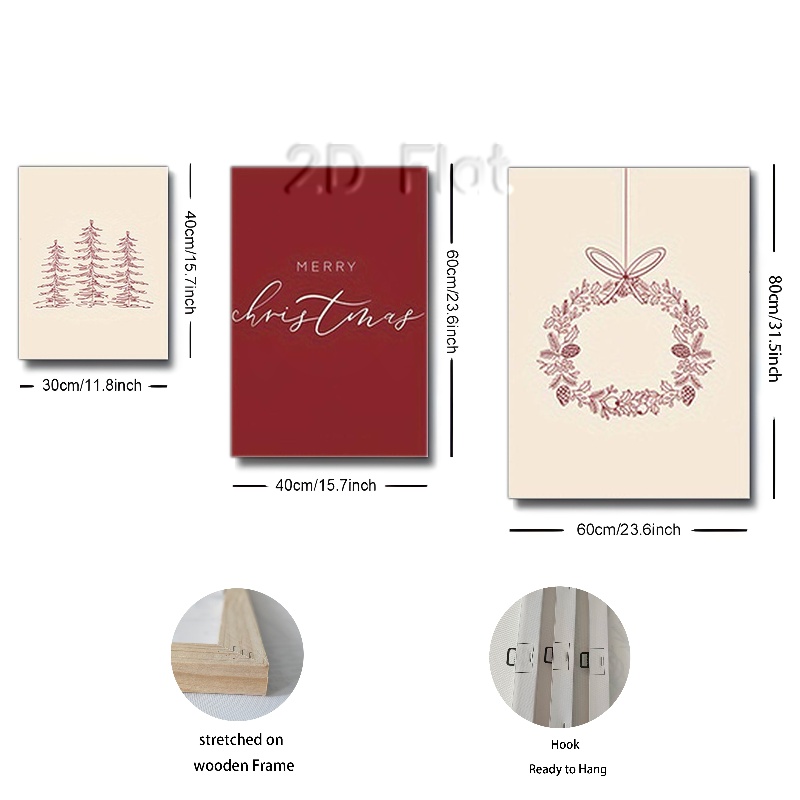 2D Flat
40cm/15.7inch
30cm/11.8inch
MERRY
christmas
60cm/23.6inch
40cm/15.7inch
80cm/31.5inch
60cm/23.6inch
stretched on
wooden Frame
Hook
Ready to Hang